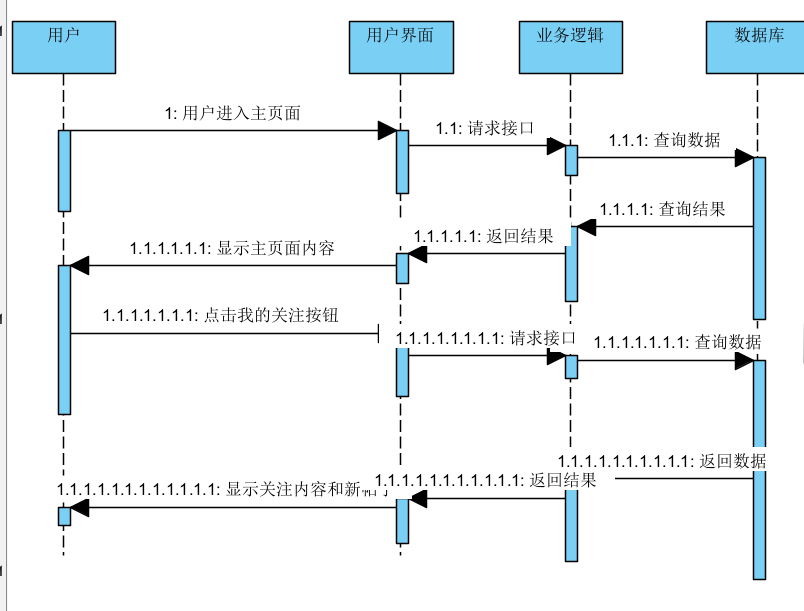 用户
用户界面
业务逻辑
数据库
1: 用户进入主页面
1.1: 请求接口
1.1.1: 查询数据
1.1.1.1: 查询结果
1.1.1.1.1: 返回结果
1.1.1.1.1.1: 显示主页面内容
1.1.1.1.1.1.1: 点击我的关注按钮
1.1.1.1.1.1.1.1: 请求接口
1.1.1.1.1.1.1: 查询数据
1.1.1.1.1.1.1.1.1.1: 返回数据
1.1.1.1.1.1.1.1.1.1.1: 返回结果
1.1.1.1.1.1.1.1.1.1.1.1: 显示关注内容和新